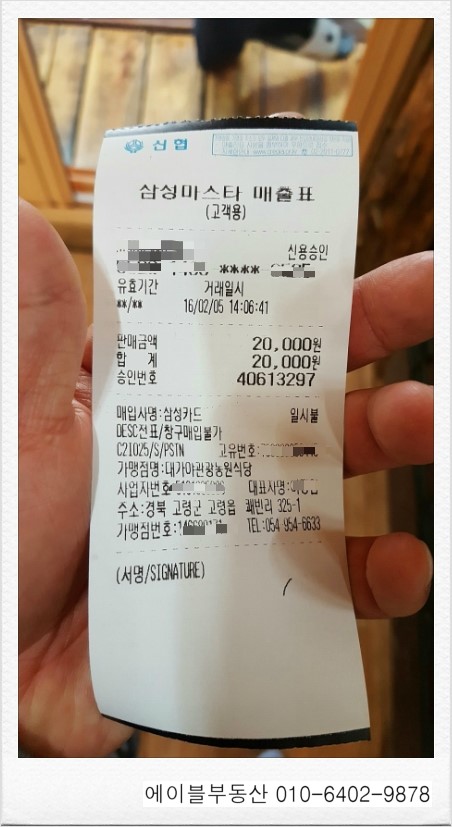 신협
삼성마스타 매출표
(고객용)
신용승인
****
유효기간 거래일시
**/** 16/02/05 14:06:41
판매금액 20,000원
합 계 20,000원
승인번호 40613297
매입사명:삼성카드 일시불
DESC전표/창구매입불가
C21025/S/PSTN 고유번호:
가맹점명:대가야관광농원식당
사업자번호 대표사명:
주소:경북 고령군 고령읍 쾌빈리 325-1
가맹점번호: TEL:054 954-6633
(서명/SIGNATURE)
에이블부동산 010-6402-9878